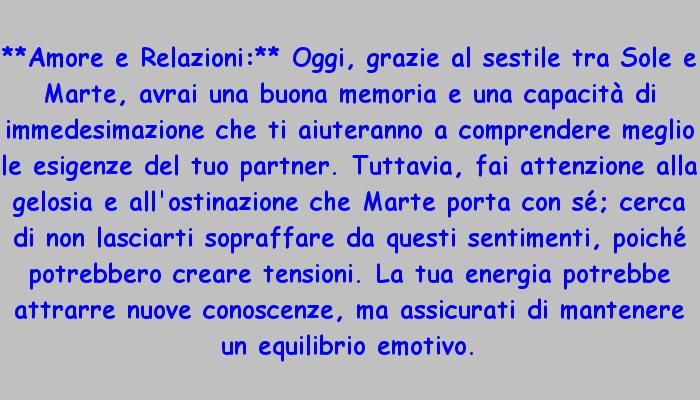 **Amore e Relazioni:** Oggi, grazie al sestile tra Sole e
Marte, avrai una buona memoria e una capacità di
immedesimazione che ti aiuteranno a comprendere meglio
le esigenze del tuo partner. Tuttavia, fai attenzione alla
gelosia e all'ostinazione che Marte porta con sé; cerca
di non lasciarti sopraffare da questi sentimenti, poiché
potrebbero creare tensioni. La tua energia potrebbe
attrarre nuove conoscenze, ma assicurati di mantenere
un equilibrio emotivo.